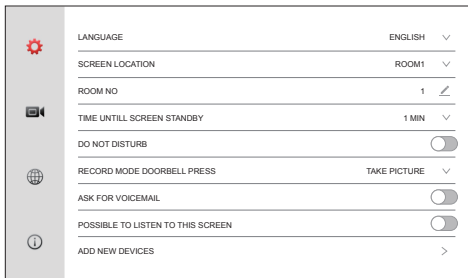 LANGUAGE ENGLISH
SCREEN LOCATION ROOM1
ROOM NO 1
TIME UNTILL SCREEN STANDBY 1 MIN
DO NOT DISTURB
RECORD MODE DOORBELL PRESS TAKE PICTURE
ASK FOR VOICEMAIL
POSSIBLE TO LISTEN TO THIS SCREEN
ADD NEW DEVICES